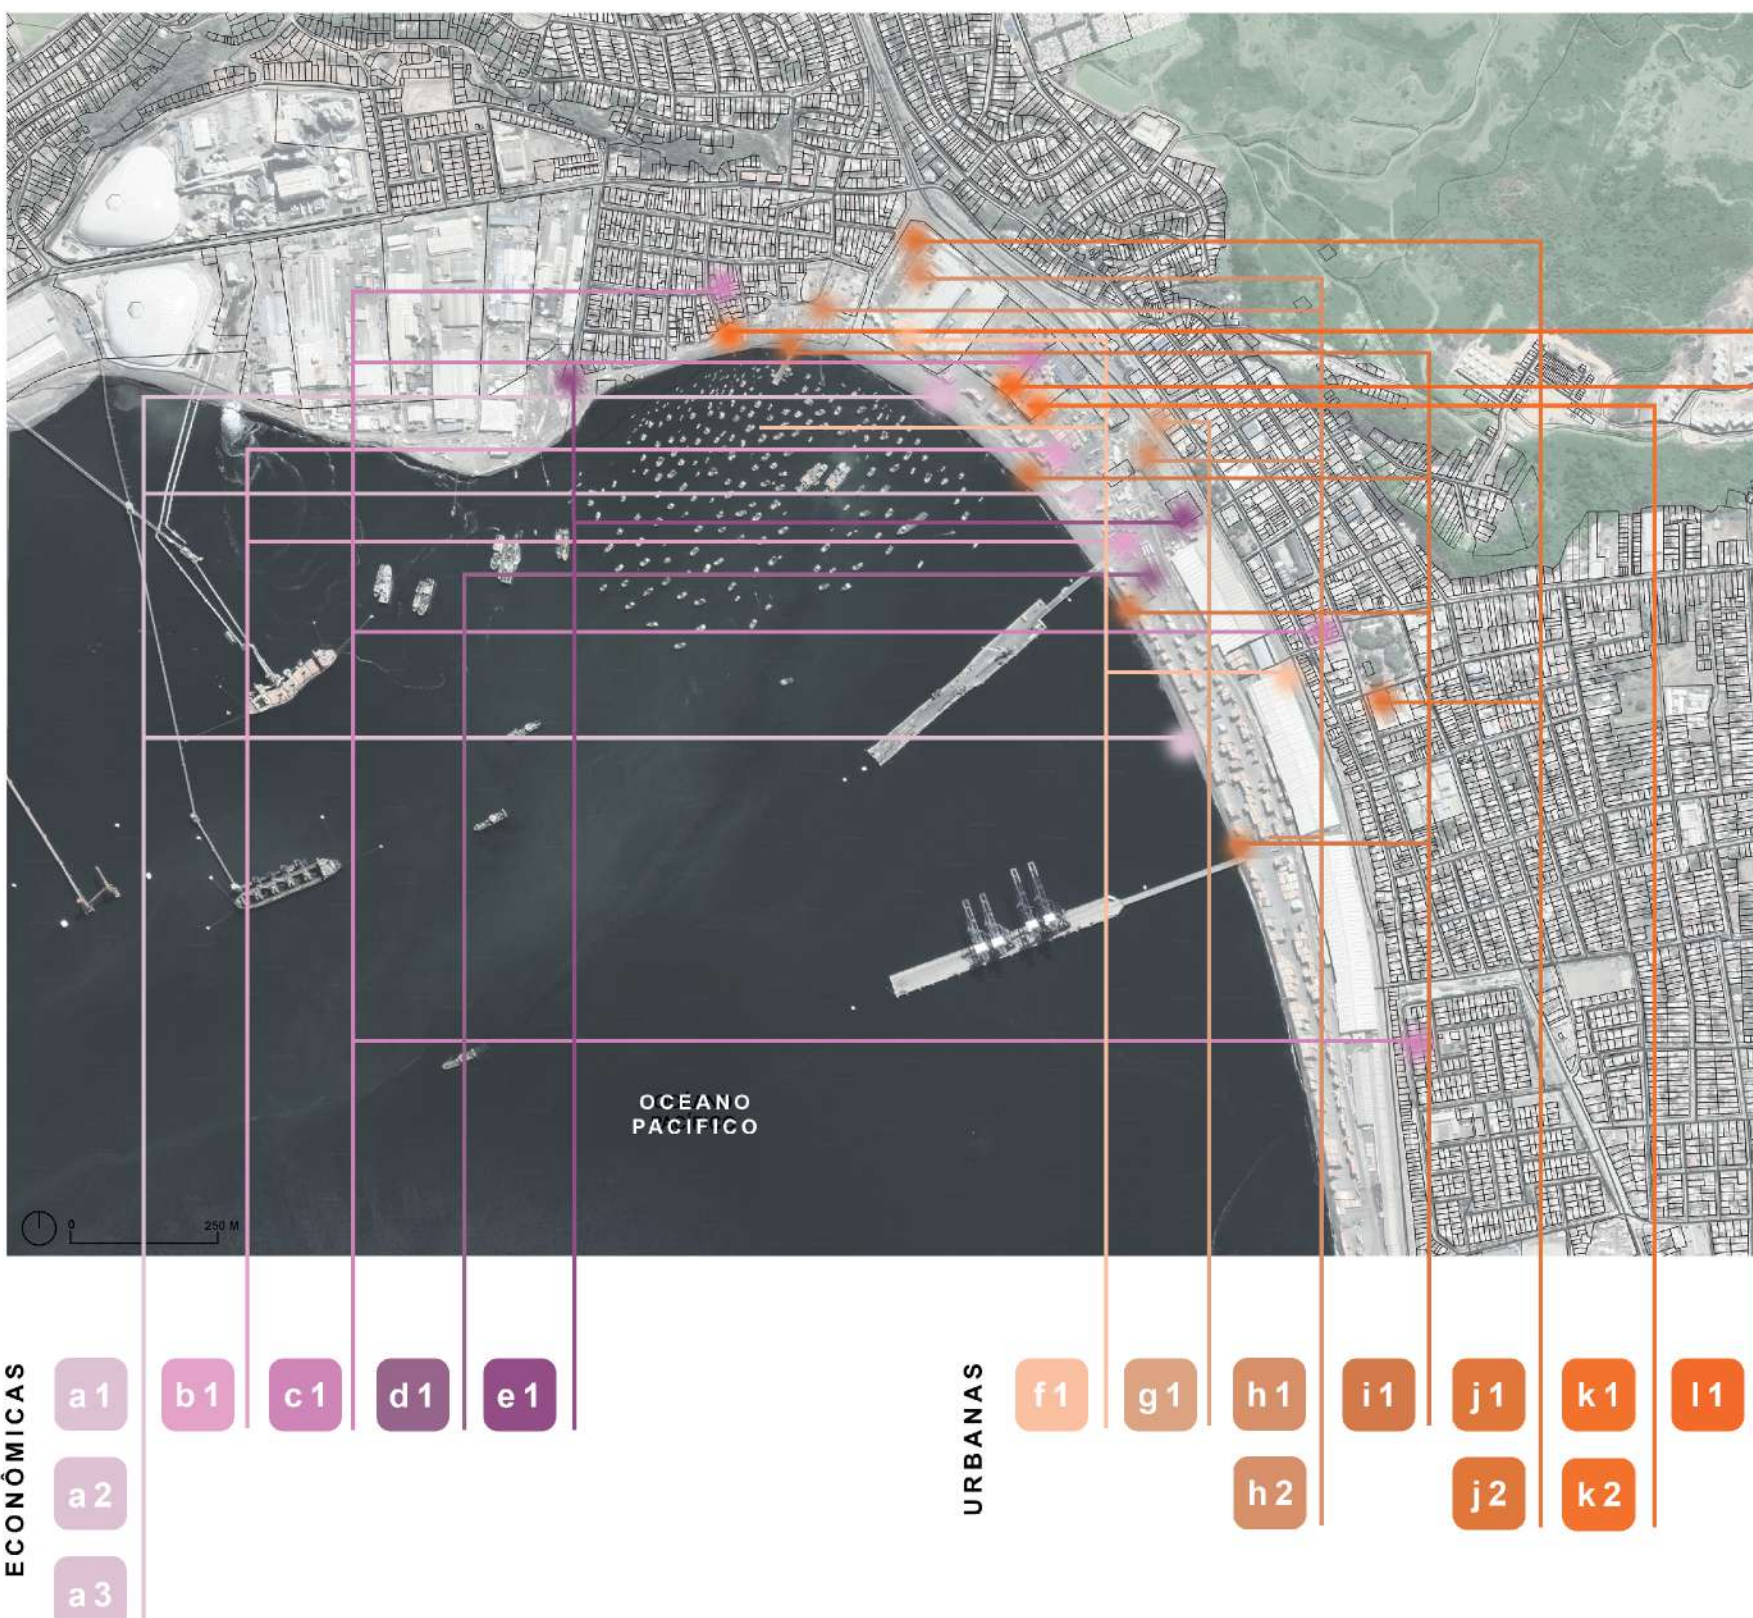 OCEANO
PACÍFICO
0 250 M
ECONÔMICAS
a1 b1 c1 d1 e1
a2
a3
URBANAS
f1 g1 h1 i1 j1 k1 l1
h2 j2 k2